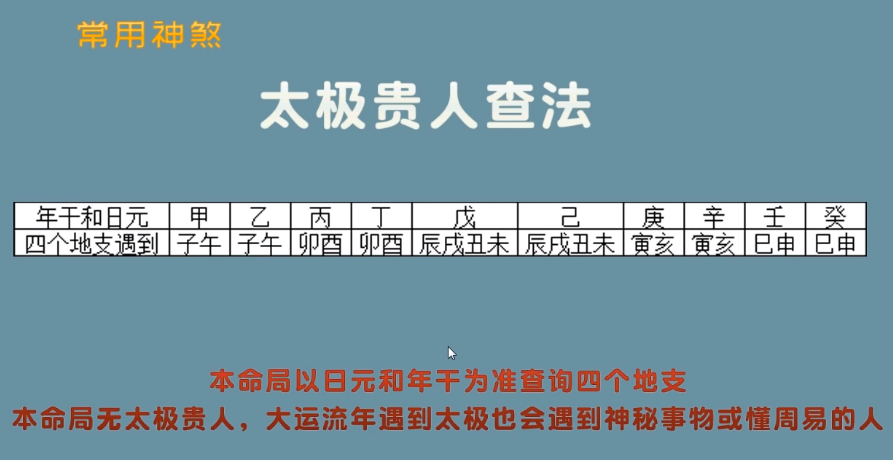 常用神煞
太极贵人查法
年干和日元 甲 乙 丙 丁 戊 己 庚 辛 壬 癸
四个地支遇到 子午 子午 卯酉 卯酉 辰戌丑未 辰戌丑未 寅亥 寅亥 巳申 巳申
本命局以日元和年干为准查询四个地支
本命局无太极贵人，大运流年遇到太极也会遇到神秘事物或懂周易的人